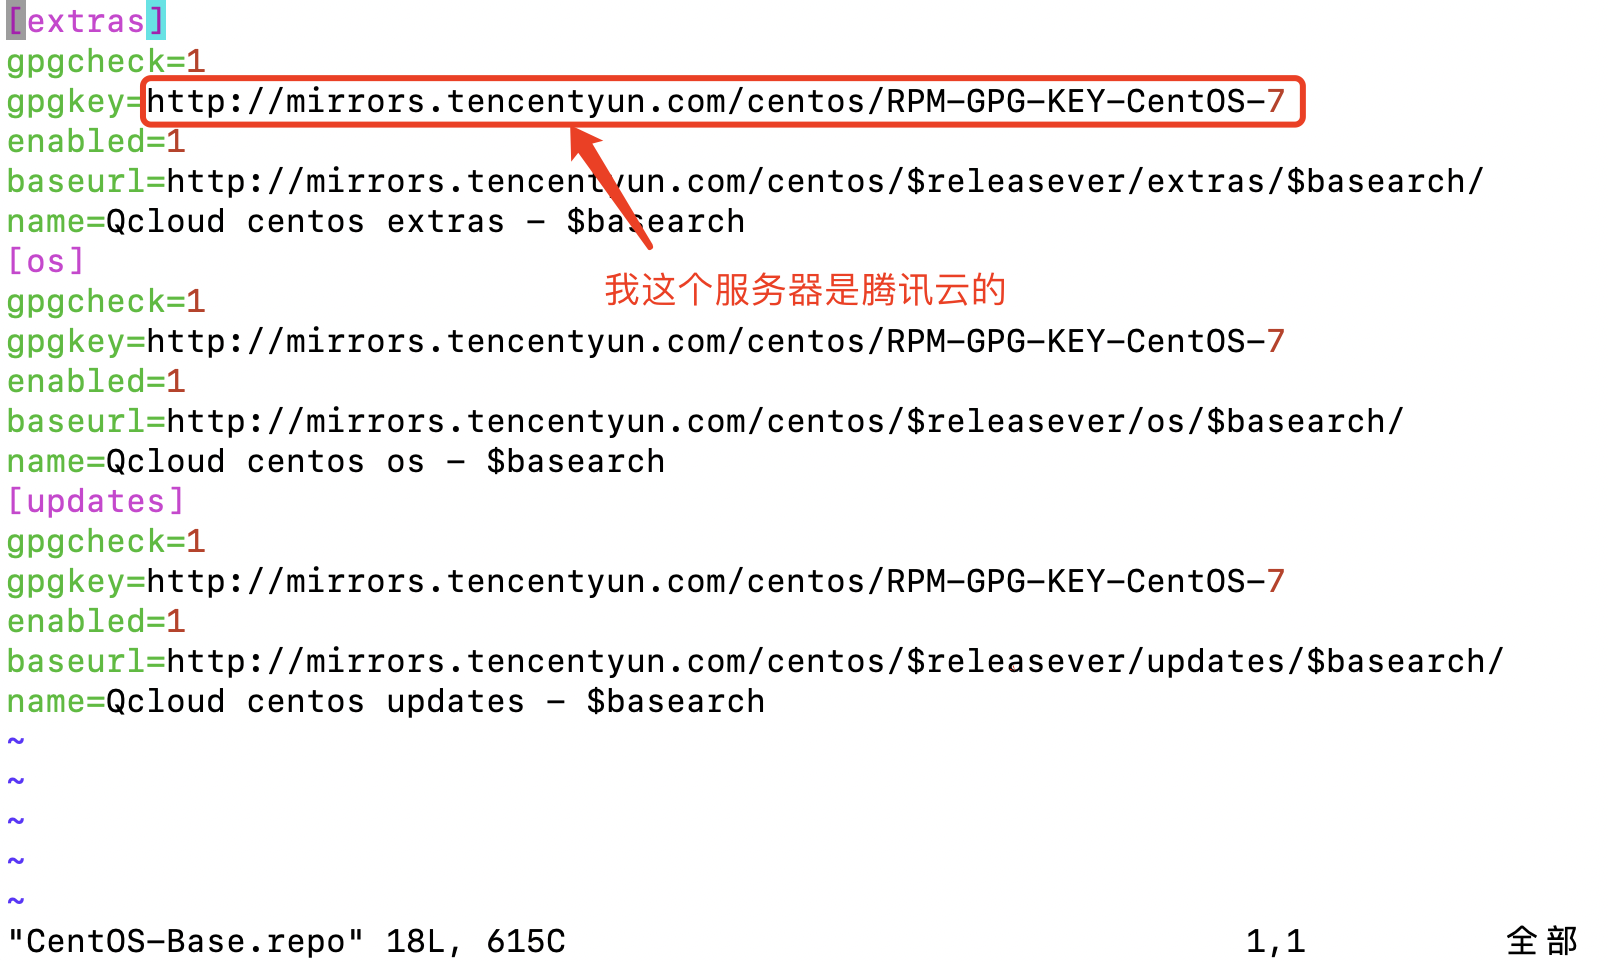 [extras]
gpgcheck=1
gpgkey=http://mirrors.tencentyun.com/centos/RPM-GPG-KEY-CentOS-7
enabled=1
baseurl=http://mirrors.tencentyun.com/centos/$releasever/extras/$basearch/
name=Qcloud centos extras - $basearch
[os]
我这个服务器是腾讯云的
gpgcheck=1
gpgkey=http://mirrors.tencentyun.com/centos/RPM-GPG-KEY-CentOS-7
enabled=1
baseurl=http://mirrors.tencentyun.com/centos/$releasever/os/$basearch/
name=Qcloud centos os - $basearch
[updates]
gpgcheck=1
gpgkey=http://mirrors.tencentyun.com/centos/RPM-GPG-KEY-CentOS-7
enabled=1
baseurl=http://mirrors.tencentyun.com/centos/$releasever/updates/$basearch/
name=Qcloud centos updates - $basearch
~
~
~
~
~
"CentOS-Base.repo" 18L, 615C 1,1 全部